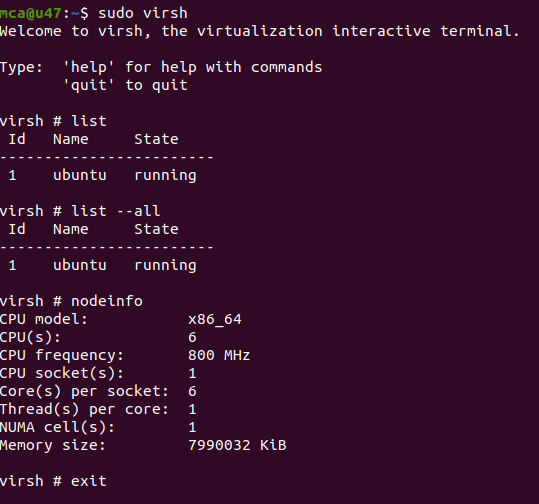 mca@u47:~$ sudo virsh
Welcome to virsh, the virtualization interactive terminal.
Type:  'help' for help with commands
       'quit' to quit
virsh # list
 Id   Name     State
------------------------
 1    ubuntu   running
virsh # list --all
 Id   Name     State
------------------------
 1    ubuntu   running
virsh # nodeinfo
CPU model:           x86_64
CPU(s):              6
CPU frequency:       800 MHz
CPU socket(s):       1
Core(s) per socket:  6
Thread(s) per core:  1
NUMA cell(s):        1
Memory size:         7990032 KiB
virsh # exit